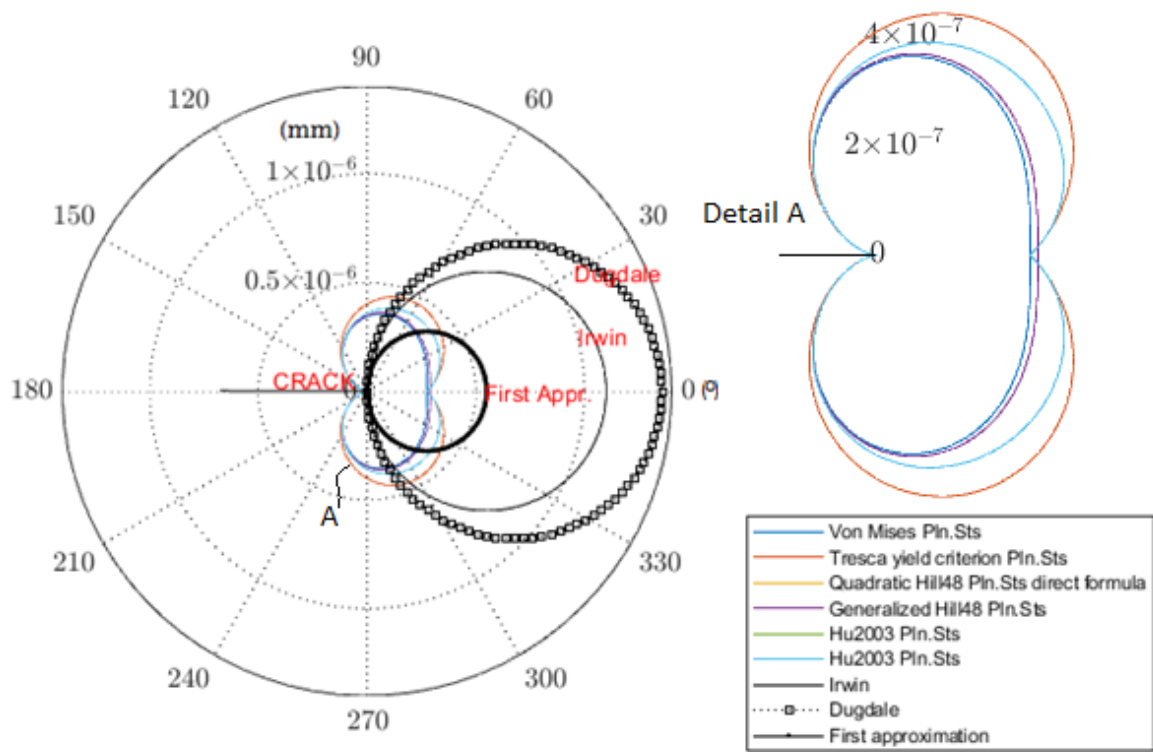 90
120
60
(mm)
1×10⁻⁶
150
30
0.5×10⁻⁶
Dugdale
Irwin
CRACK
180
0
First Appr.
0 (º)
A
210
330
240
300
270
4×10⁻⁷
2×10⁻⁷
Detail A
0
Von Mises Pln.Sts
Tresca yield criterion Pln.Sts
Quadratic Hill48 Pln.Sts direct formula
Generalized Hill48 Pln.Sts
Hu2003 Pln.Sts
Hu2003 Pln.Sts
Irwin
Dugdale
First approximation